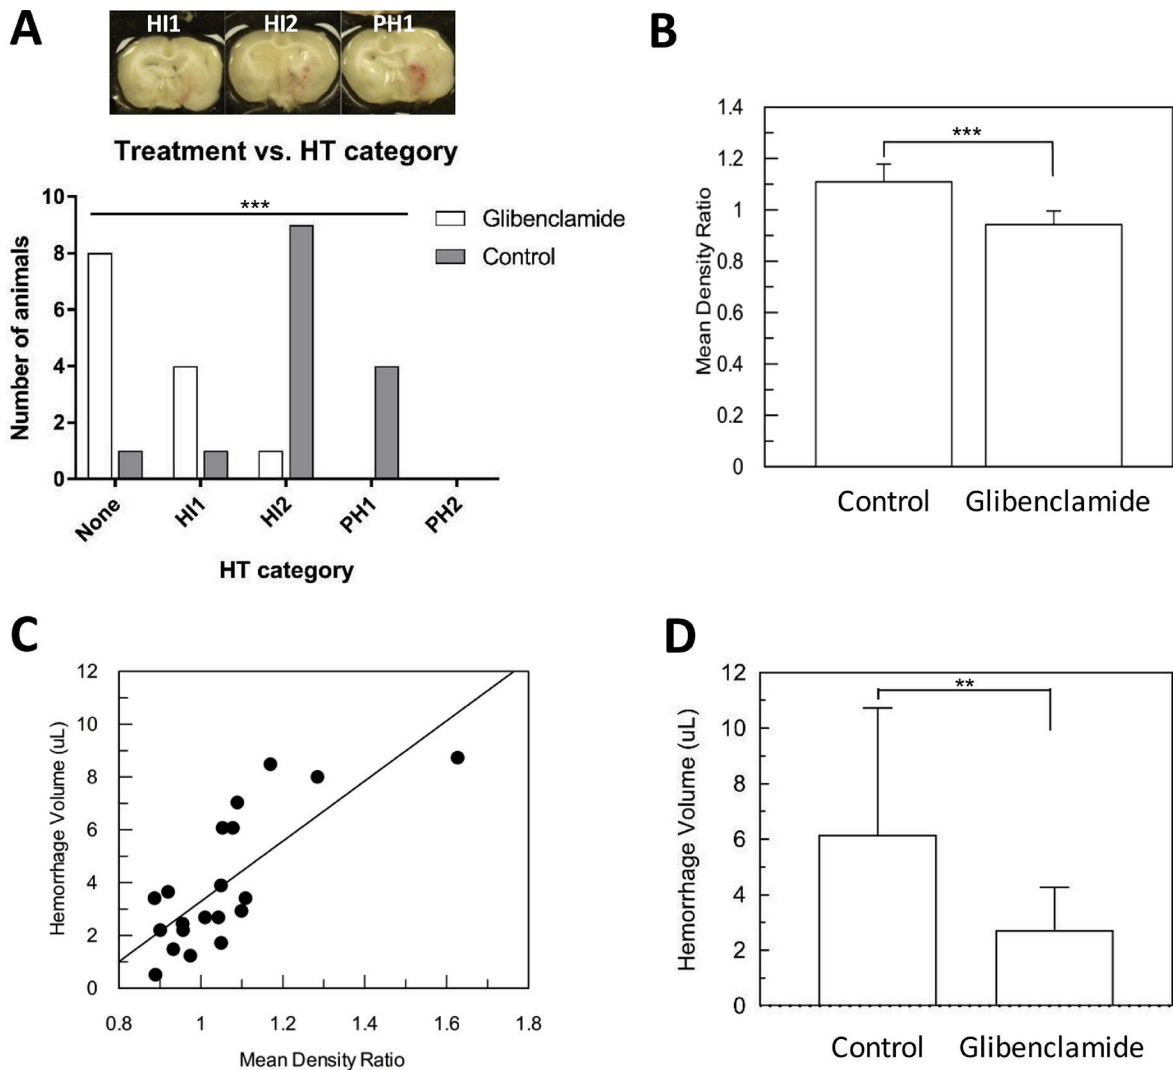 A
HI1 HI2 PH1
Treatment vs. HT category
10
8
6
4
2
0
Number of animals
***
Glibenclamide
Control
None HI1 HI2 PH1 PH2
HT category
B
1.4
1.2
1
0.8
0.6
0.4
0.2
0
Mean Density Ratio
***
Control Glibenclamide
C
12
10
8
6
4
2
0
Hemorrhage Volume (uL)
0.8 1 1.2 1.4 1.6 1.8
Mean Density Ratio
D
12
10
8
6
4
2
0
Hemorrhage Volume (uL)
**
Control Glibenclamide